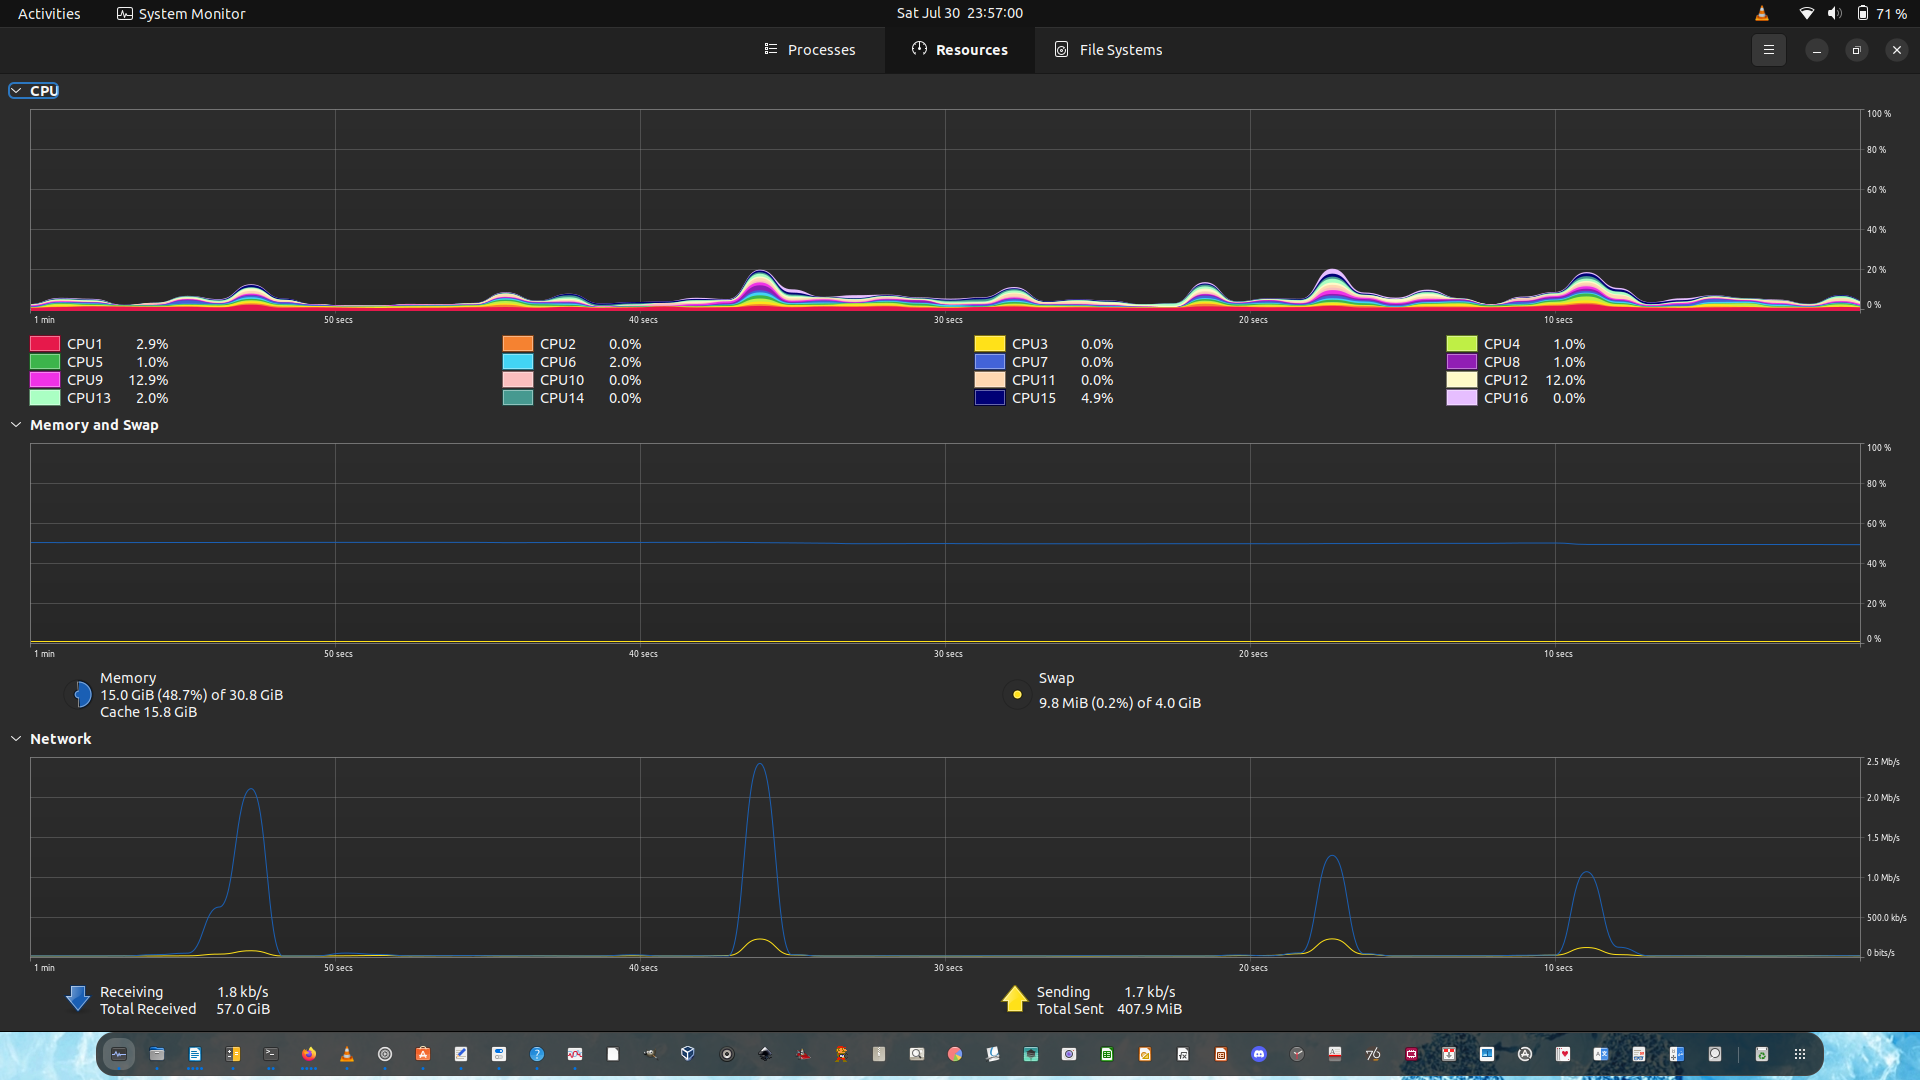 Activities System Monitor Sat Jul 30 23:57:00 71 %
Processes Resources File Systems
CPU
100 %
80 %
60 %
40 %
20 %
0 %
1 min 50 secs 40 secs 30 secs 20 secs 10 secs
CPU1 2.9% CPU2 0.0% CPU3 0.0% CPU4 1.0%
CPU5 1.0% CPU6 2.0% CPU7 0.0% CPU8 1.0%
CPU9 12.9% CPU10 0.0% CPU11 0.0% CPU12 12.0%
CPU13 2.0% CPU14 0.0% CPU15 4.9% CPU16 0.0%
Memory and Swap
100 %
80 %
60 %
40 %
20 %
0 %
1 min 50 secs 40 secs 30 secs 20 secs 10 secs
Memory
15.0 GiB (48.7%) of 30.8 GiB
Cache 15.8 GiB
Swap
9.8 MiB (0.2%) of 4.0 GiB
Network
2.5 Mb/s
2.0 Mb/s
1.5 Mb/s
1.0 Mb/s
500.0 kb/s
0 bits/s
1 min 50 secs 40 secs 30 secs 20 secs 10 secs
Receiving 1.8 kb/s
Total Received 57.0 GiB
Sending 1.7 kb/s
Total Sent 407.9 MiB